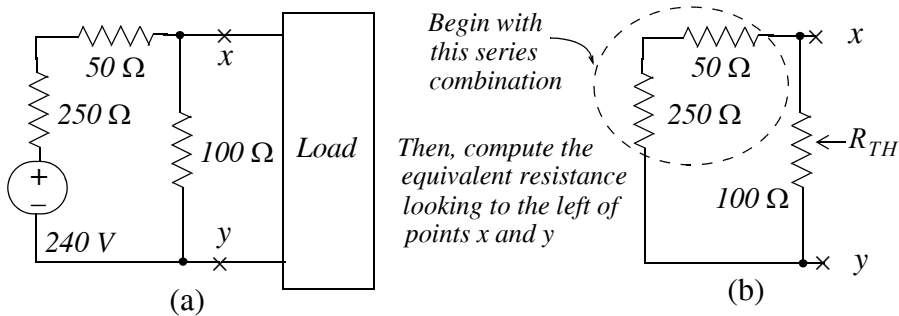 50 Ω
250 Ω
+
−
240 V
100 Ω
x
y
Load
(a)
Begin with
this series
combination
Then, compute the
equivalent resistance
looking to the left of
points x and y
50 Ω
250 Ω
100 Ω
x
R_TH
y
(b)